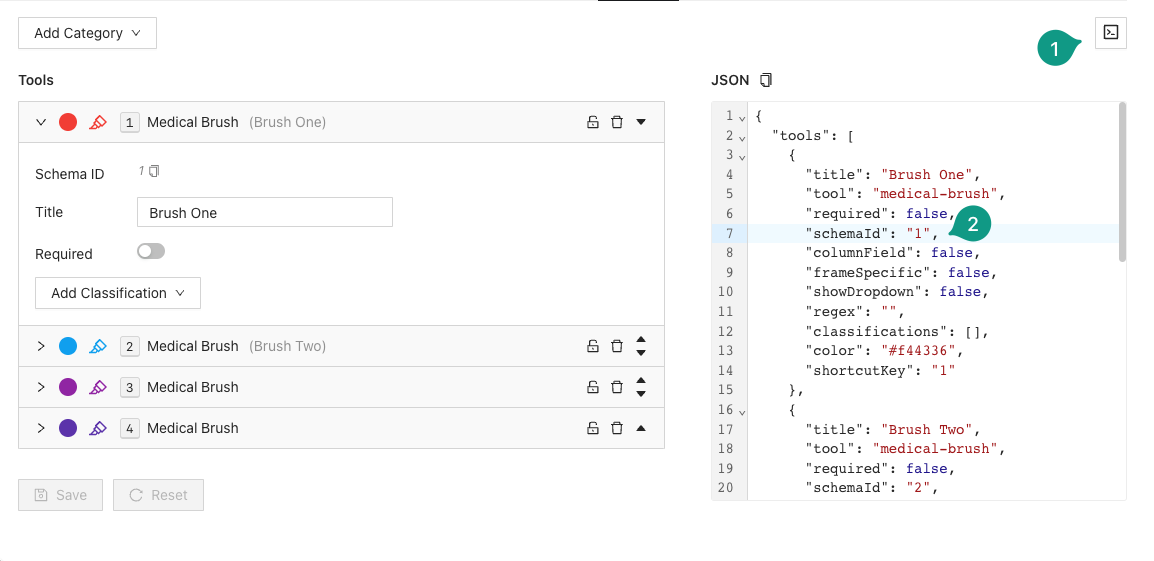 Add Category
1
Tools
JSON
1 Medical Brush (Brush One)
Schema ID 1
Title Brush One
Required
Add Classification
2 Medical Brush (Brush Two)
3 Medical Brush
4 Medical Brush
Save Reset
1 {
2 "tools": [
3 {
4 "title": "Brush One",
5 "tool": "medical-brush",
6 "required": false,
7 "schemaId": "1",
2
8 "columnField": false,
9 "frameSpecific": false,
10 "showDropdown": false,
11 "regex": "",
12 "classifications": [],
13 "color": "#f44336",
14 "shortcutKey": "1"
15 },
16 {
17 "title": "Brush Two",
18 "tool": "medical-brush",
19 "required": false,
20 "schemaId": "2",